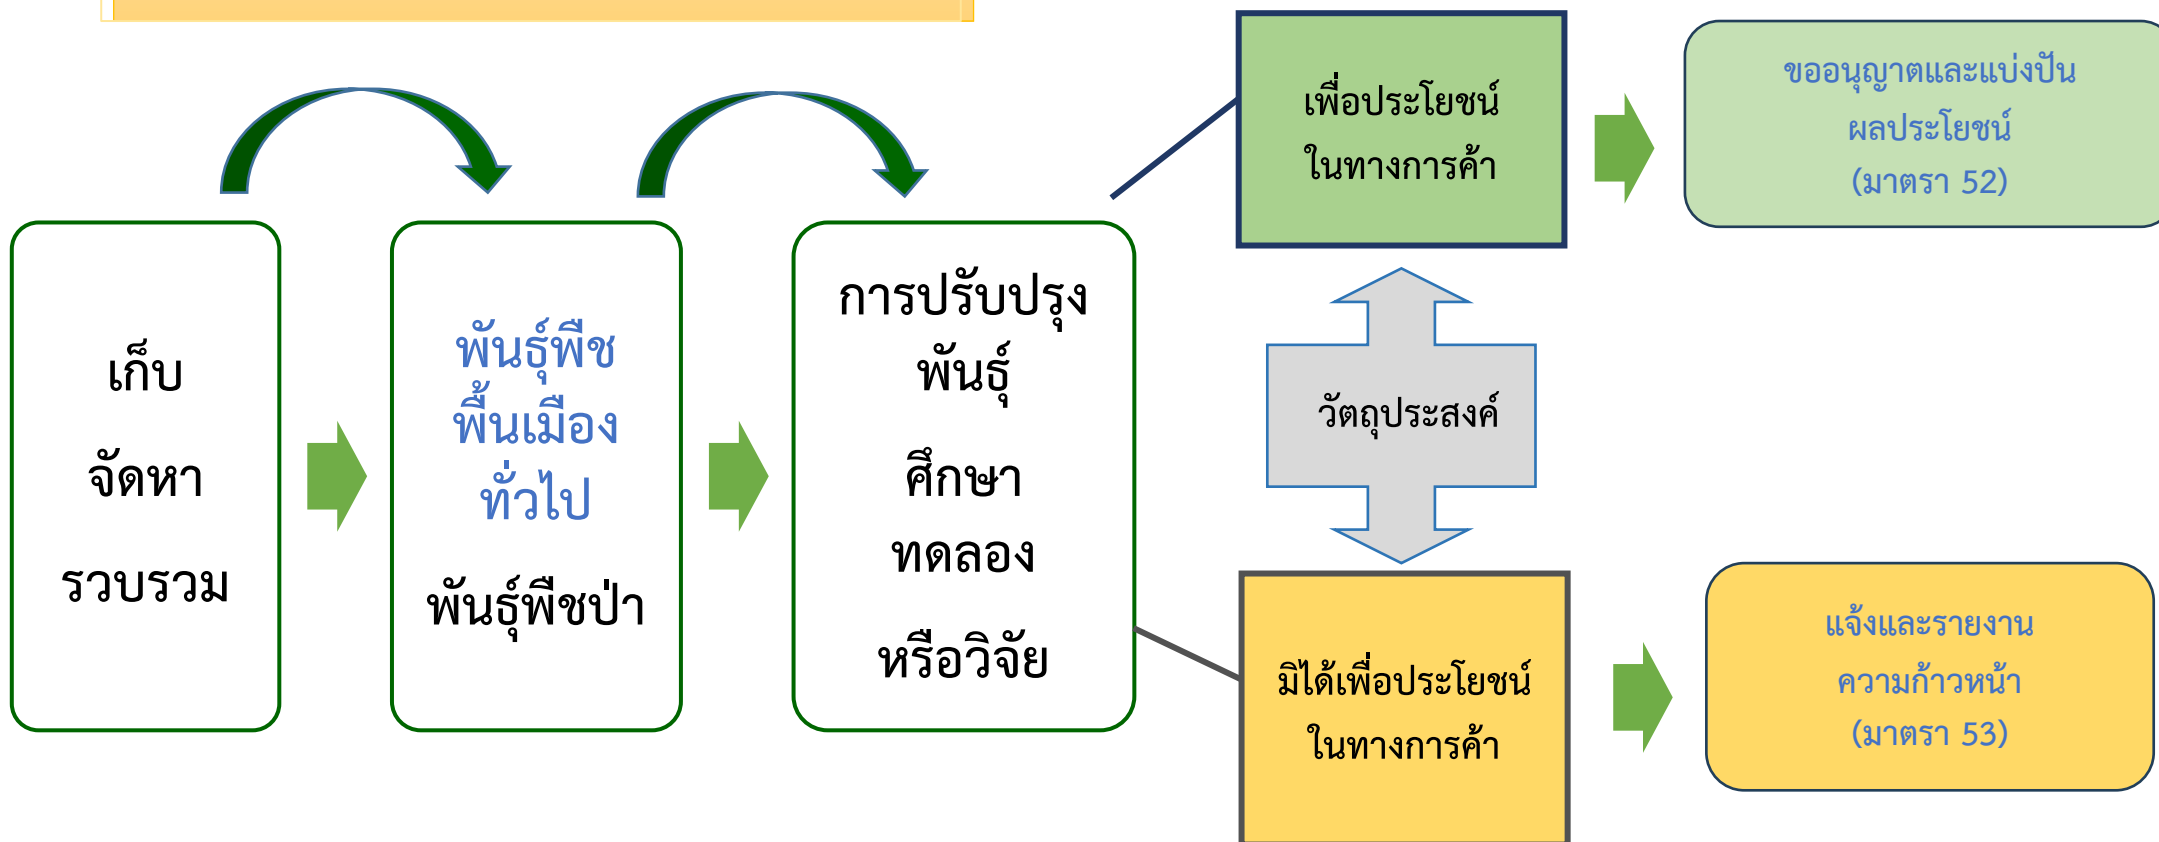 เก็บ
จัดหา
รวบรวม
พันธุ์พืช
พื้นเมือง
ทั่วไป
พันธุ์พืชป่า
การปรับปรุง
พันธุ์
ศึกษา
ทดลอง
หรือวิจัย
เพื่อประโยชน์
ในทางการค้า
ขออนุญาตและแบ่งปัน
ผลประโยชน์
(มาตรา 52)
วัตถุประสงค์
มิได้เพื่อประโยชน์
ในทางการค้า
แจ้งและรายงาน
ความก้าวหน้า
(มาตรา 53)